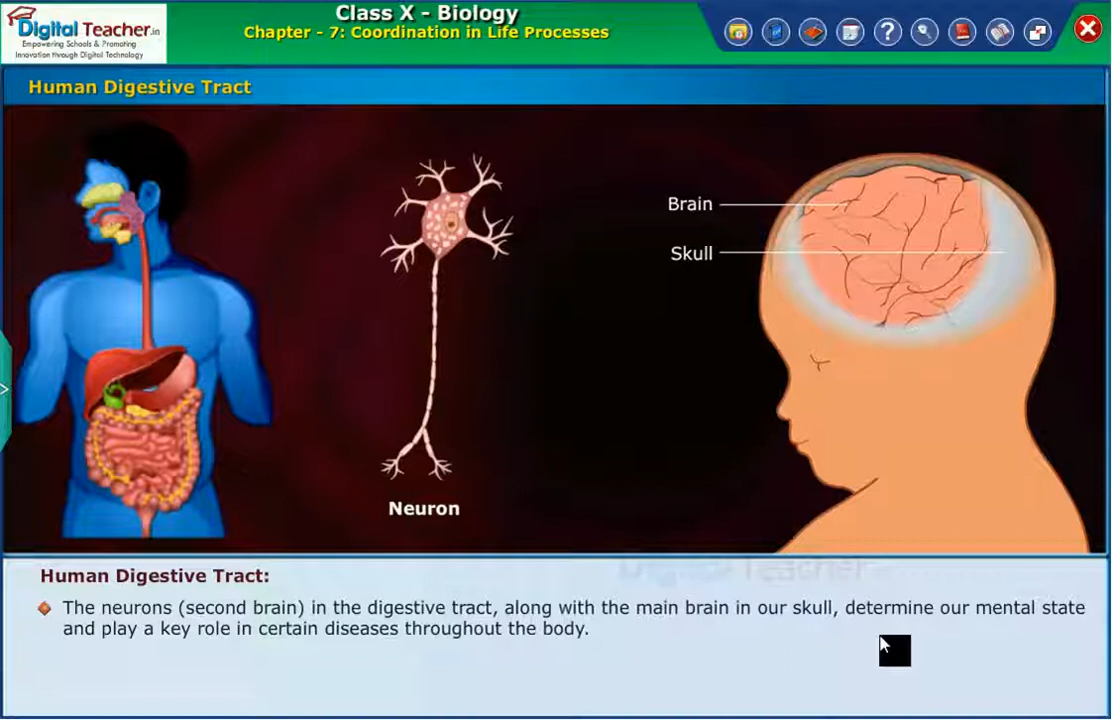 Digital Teacher.in
Empowering Schools & Promoting
Innovation through Digital Technology
Class X - Biology
Chapter - 7: Coordination in Life Processes
Human Digestive Tract
Brain
Skull
Neuron
Human Digestive Tract:
The neurons (second brain) in the digestive tract, along with the main brain in our skull, determine our mental state
and play a key role in certain diseases throughout the body.
Digital Teacher